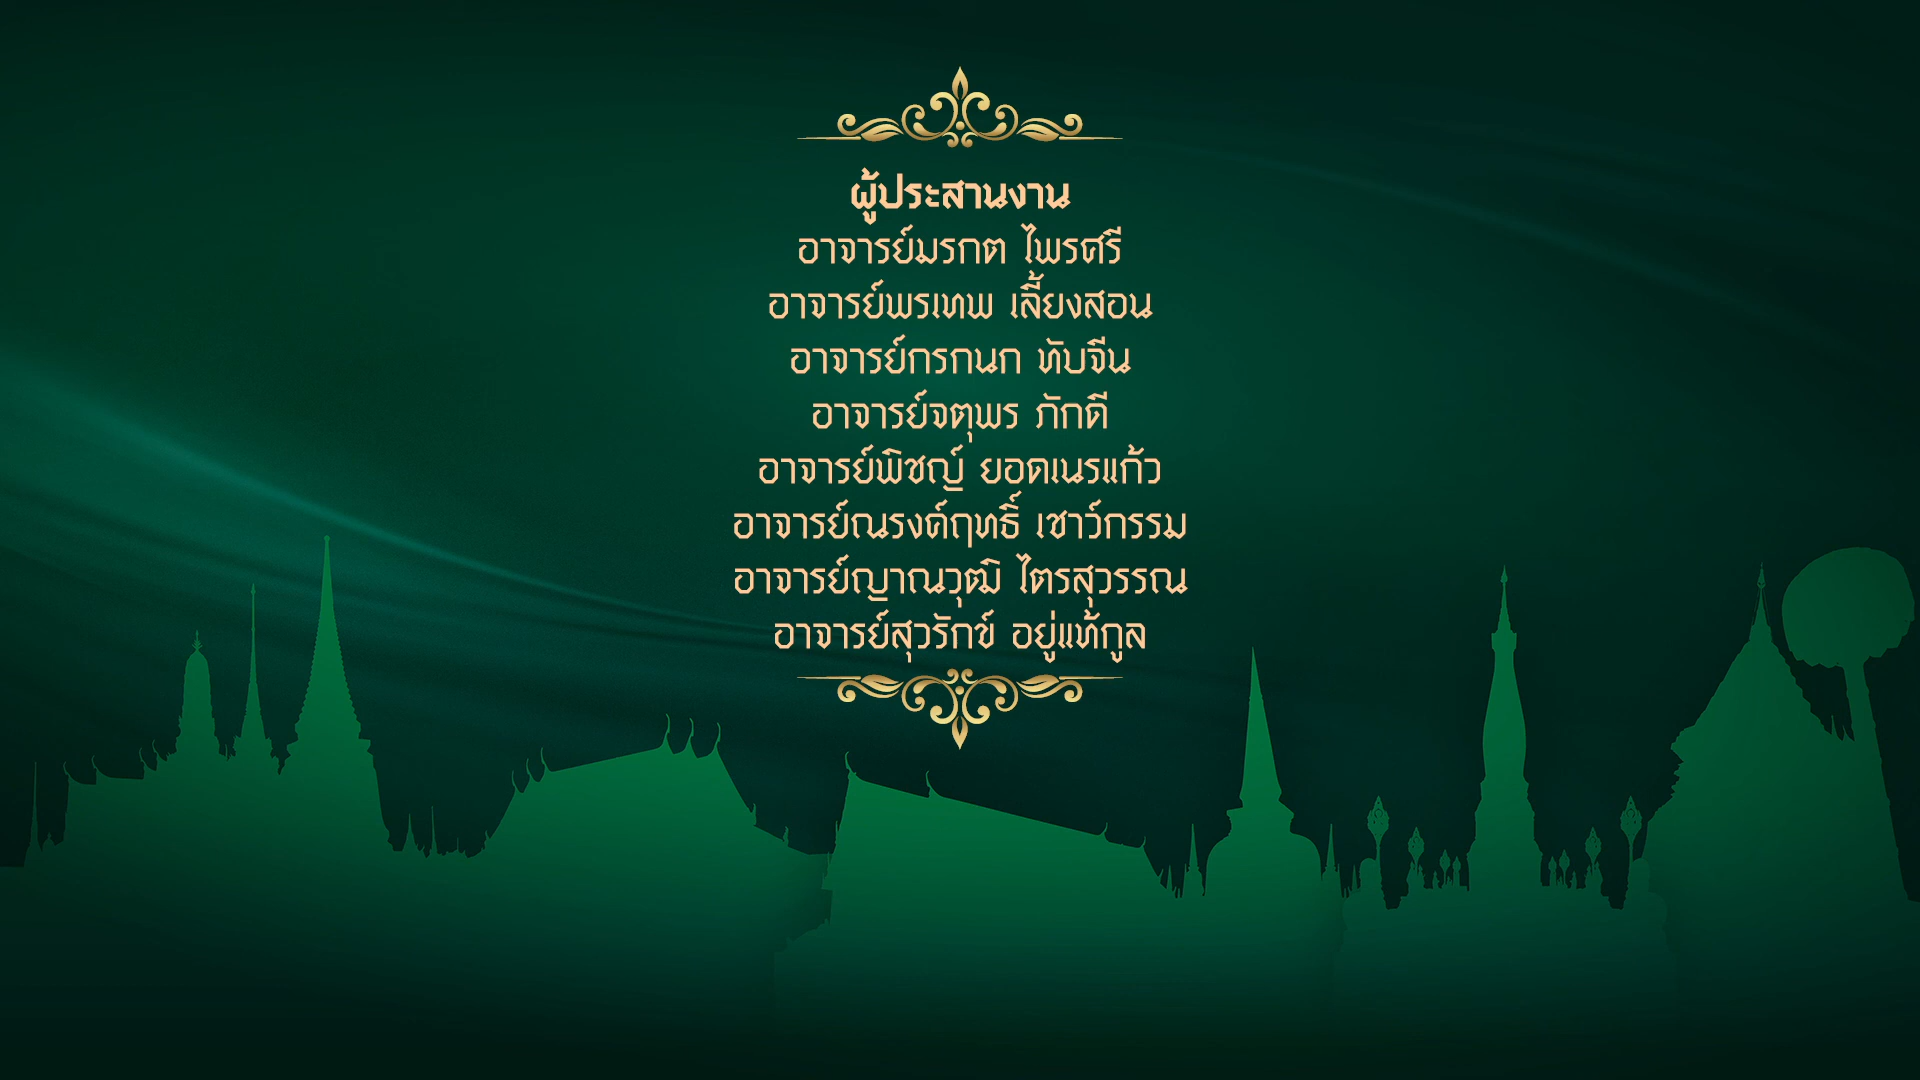 ผู้ประสานงาน
อาจารย์มรกต ไพรศรี
อาจารย์พรเทพ เลี้ยงสอน
อาจารย์กรกนก ทับจีน
อาจารย์จตุพร ภักดี
อาจารย์พิชญ์ ยอดเนรแก้ว
อาจารย์ณรงค์ฤทธิ์ เชาว์กรรม
อาจารย์ญาณวุฒิ ไตรสุวรรณ
อาจารย์สุวรักข์ อยู่แท้กูล